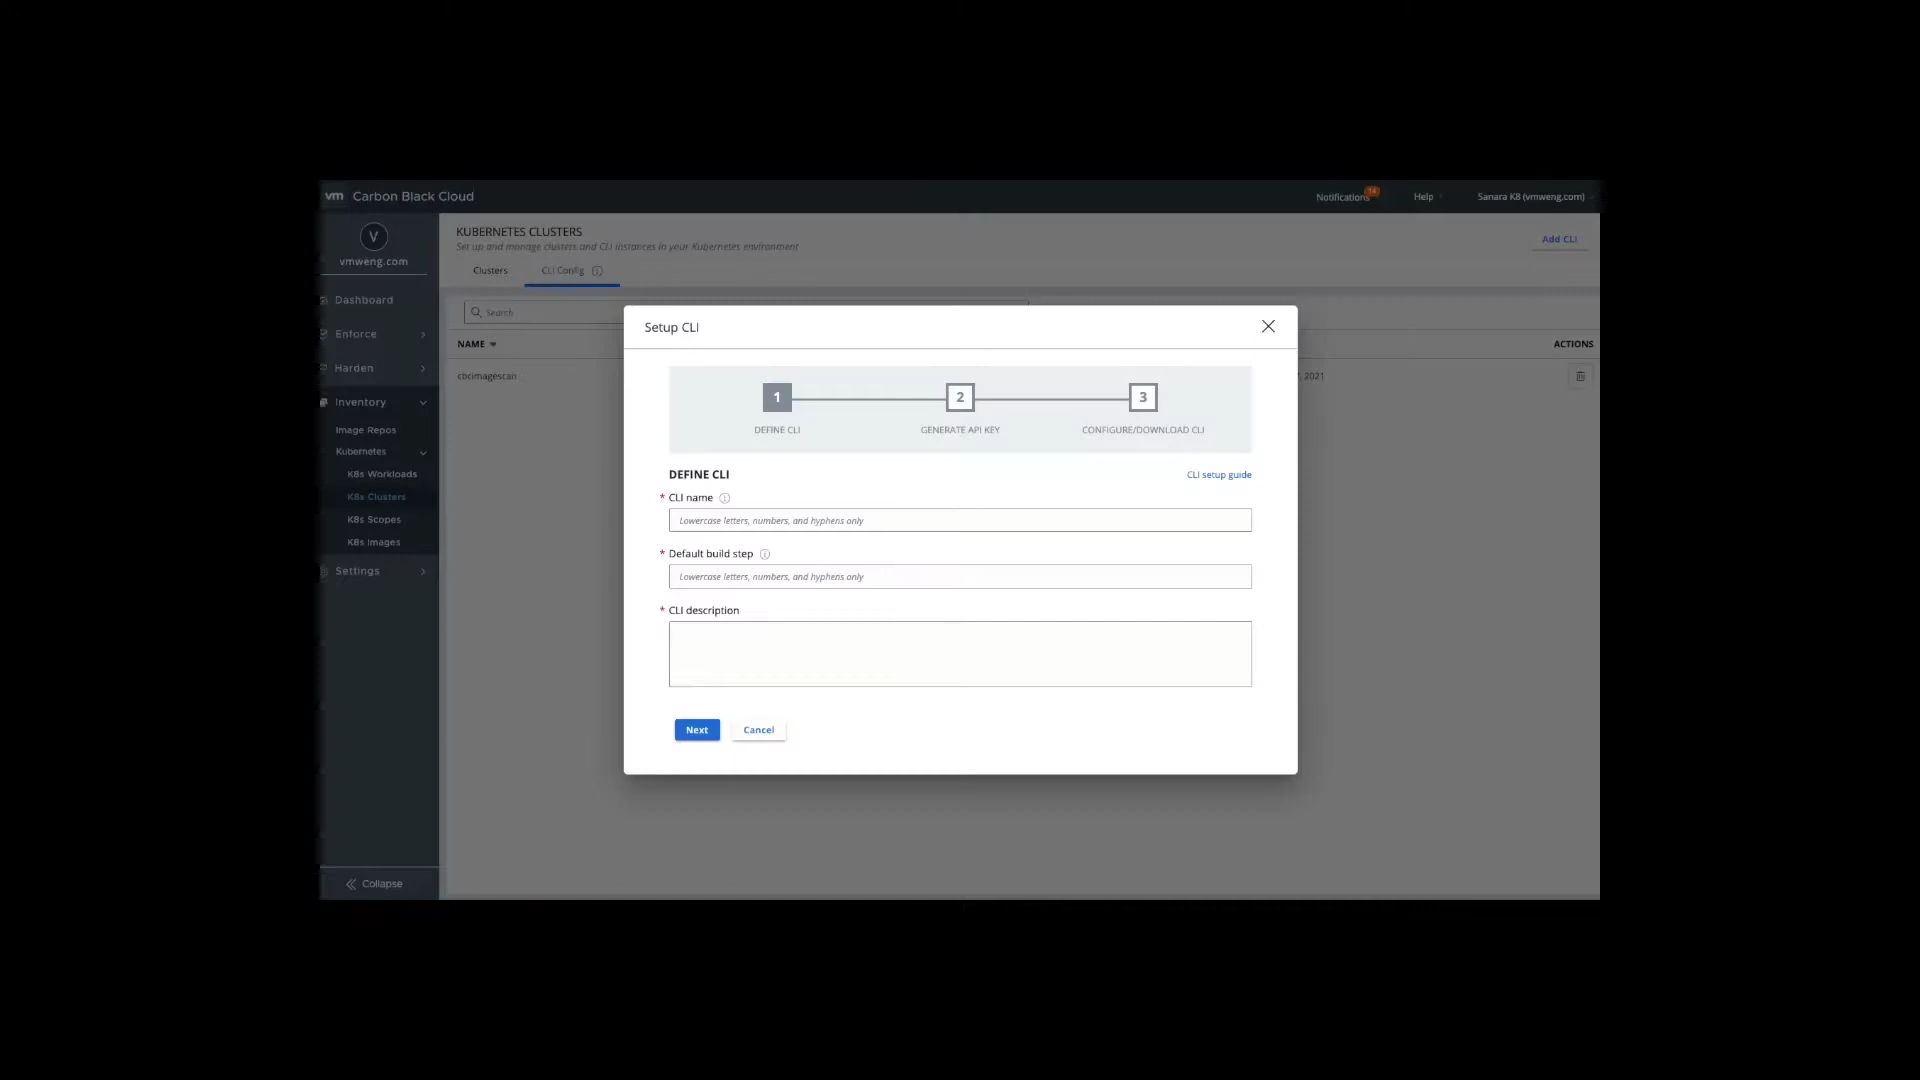 vm Carbon Black Cloud
Notifications 14 Help Sanara K8 (vmweng.com)
V
vmweng.com
KUBERNETES CLUSTERS
Set up and manage clusters and CLI instances in your Kubernetes environment
Add CLI
Clusters CLI Config
Dashboard
Enforce
Harden
Inventory
Image Repos
Kubernetes
K8s Workloads
K8s Clusters
K8s Scopes
K8s Images
Settings
Collapse
Search
NAME ACTIONS
cbcimagescan , 2021
Setup CLI
1 2 3
DEFINE CLI GENERATE API KEY CONFIGURE/DOWNLOAD CLI
DEFINE CLI CLI setup guide
* CLI name
Lowercase letters, numbers, and hyphens only
* Default build step
Lowercase letters, numbers, and hyphens only
* CLI description
Next Cancel